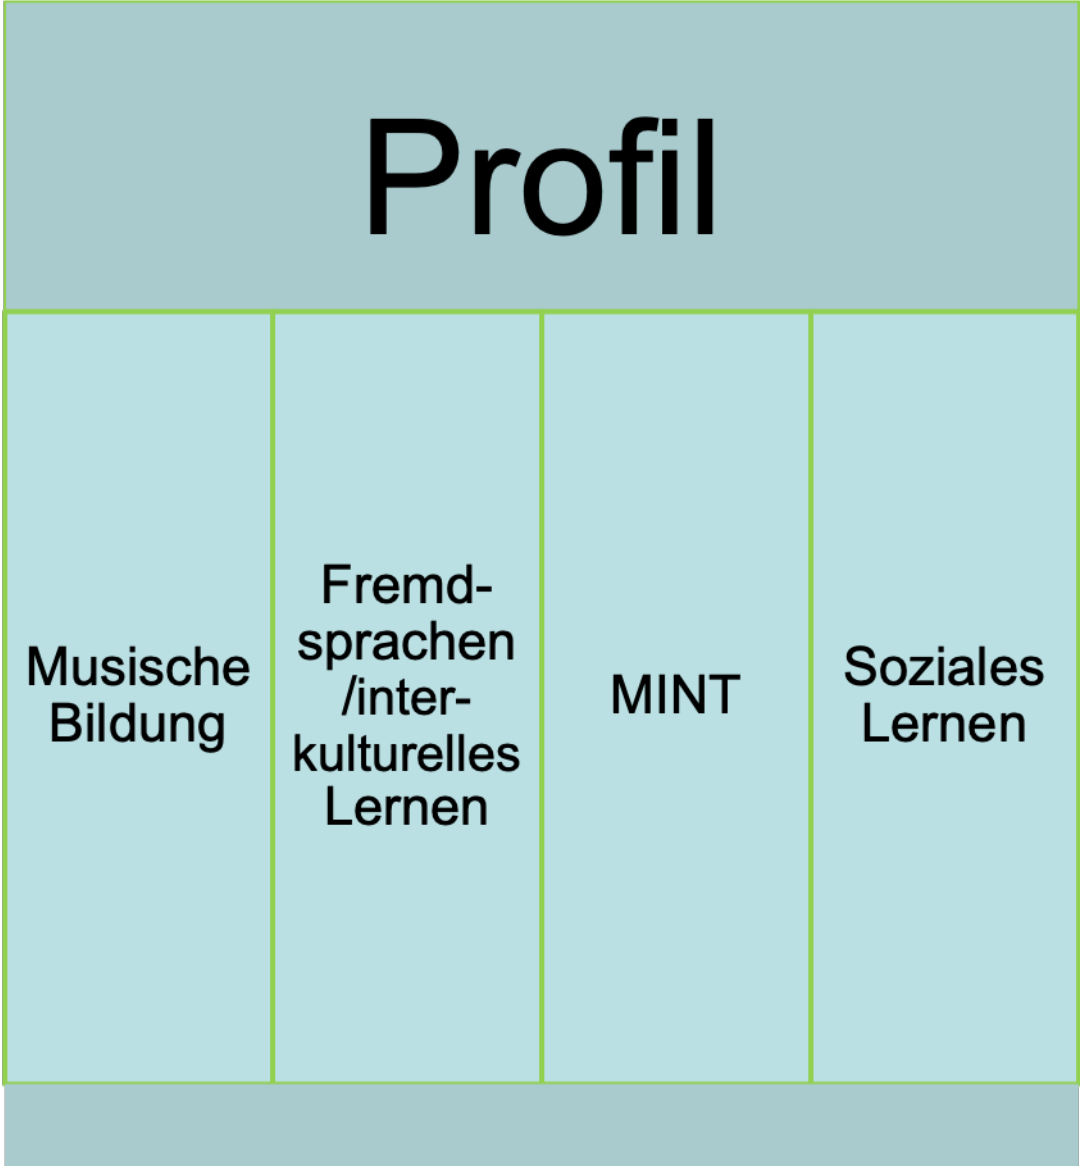 Profil
Musische
Bildung
Fremd-
sprachen
/inter-
kulturelles
Lernen
MINT
Soziales
Lernen